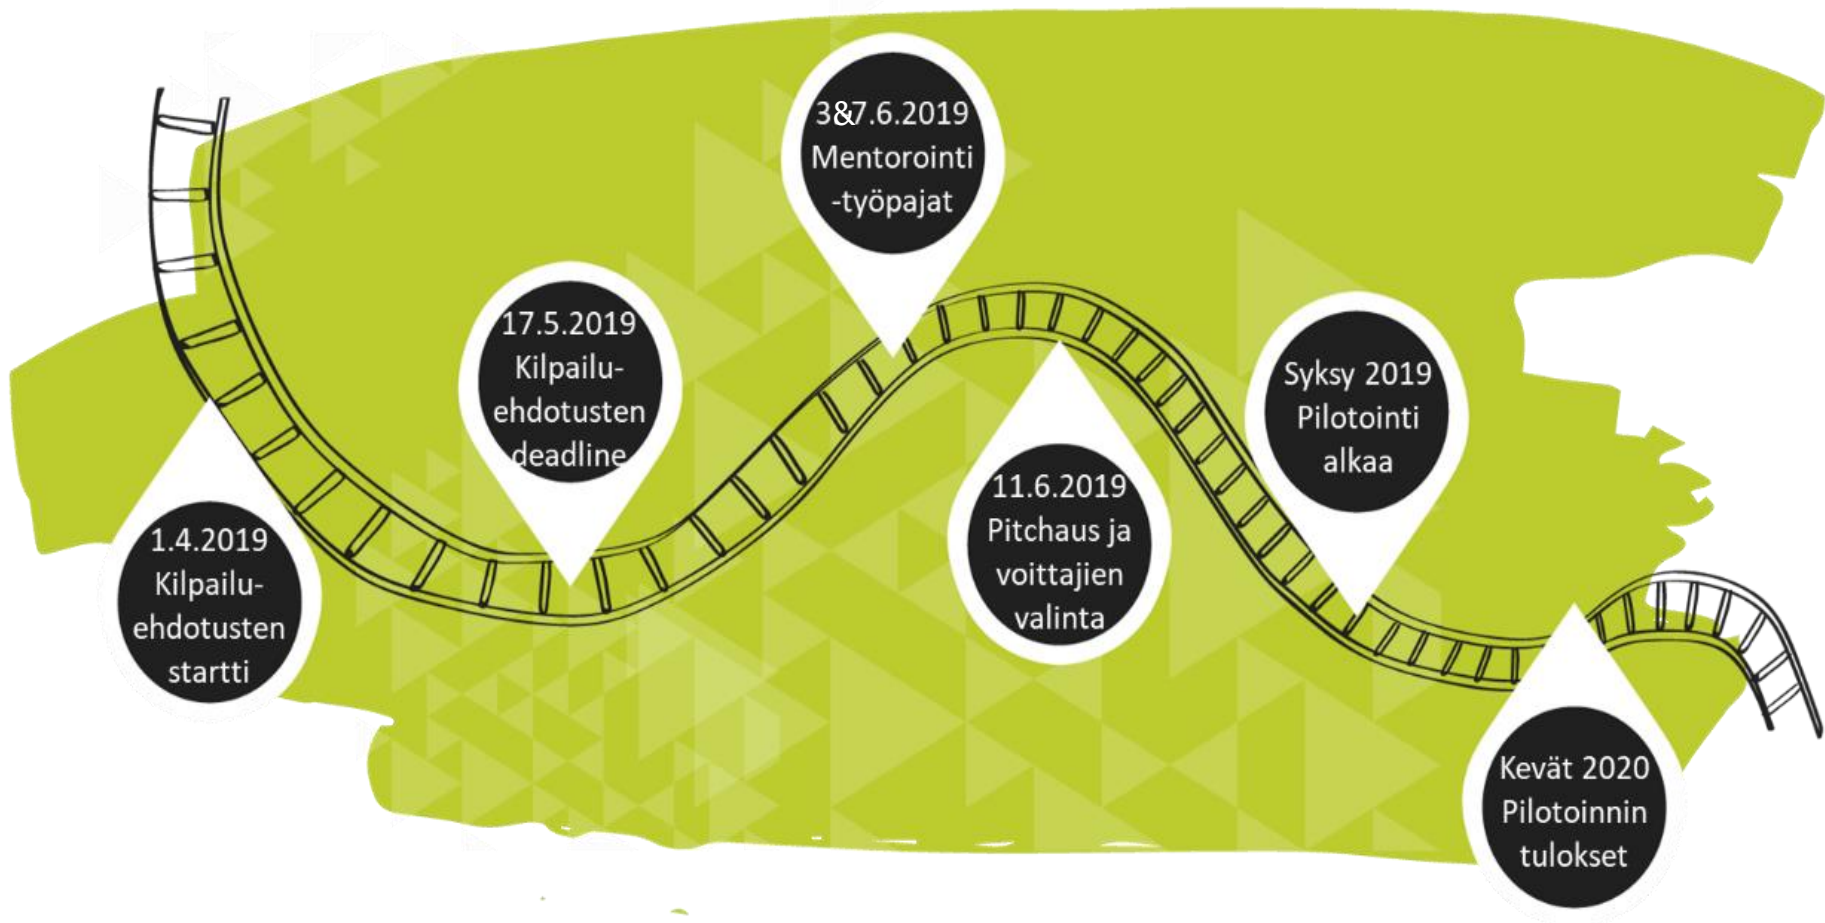 1.4.2019
Kilpailu-
ehdotusten
startti
17.5.2019
Kilpailu-
ehdotusten
deadline
3&7.6.2019
Mentorointi
-työpajat
11.6.2019
Pitchaus ja
voittajien
valinta
Syksy 2019
Pilotointi
alkaa
Kevät 2020
Pilotoinnin
tulokset